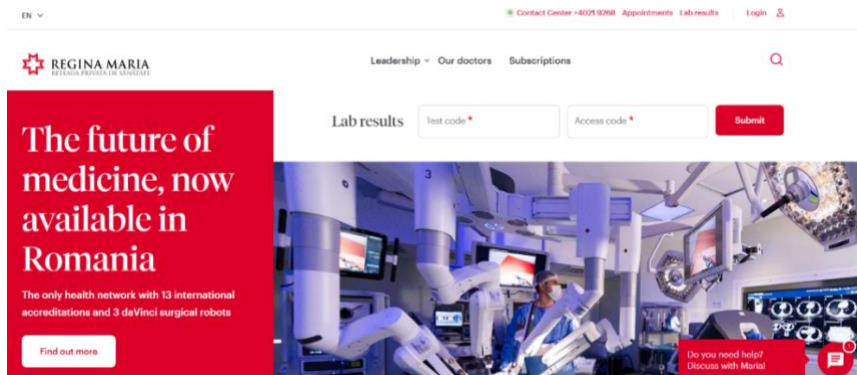 EN
Contact Center +4021 9268 Appointments Lab results Login
REGINA MARIA
REȚEAUA PRIVATĂ DE SĂNĂTATE
Leadership Our doctors Subscriptions
Lab results Test code * Access code * Submit
The future of
medicine, now
available in
Romania
The only health network with 13 international
accreditations and 3 daVinci surgical robots
Find out more
3
Do you need help?
Discuss with Maria!